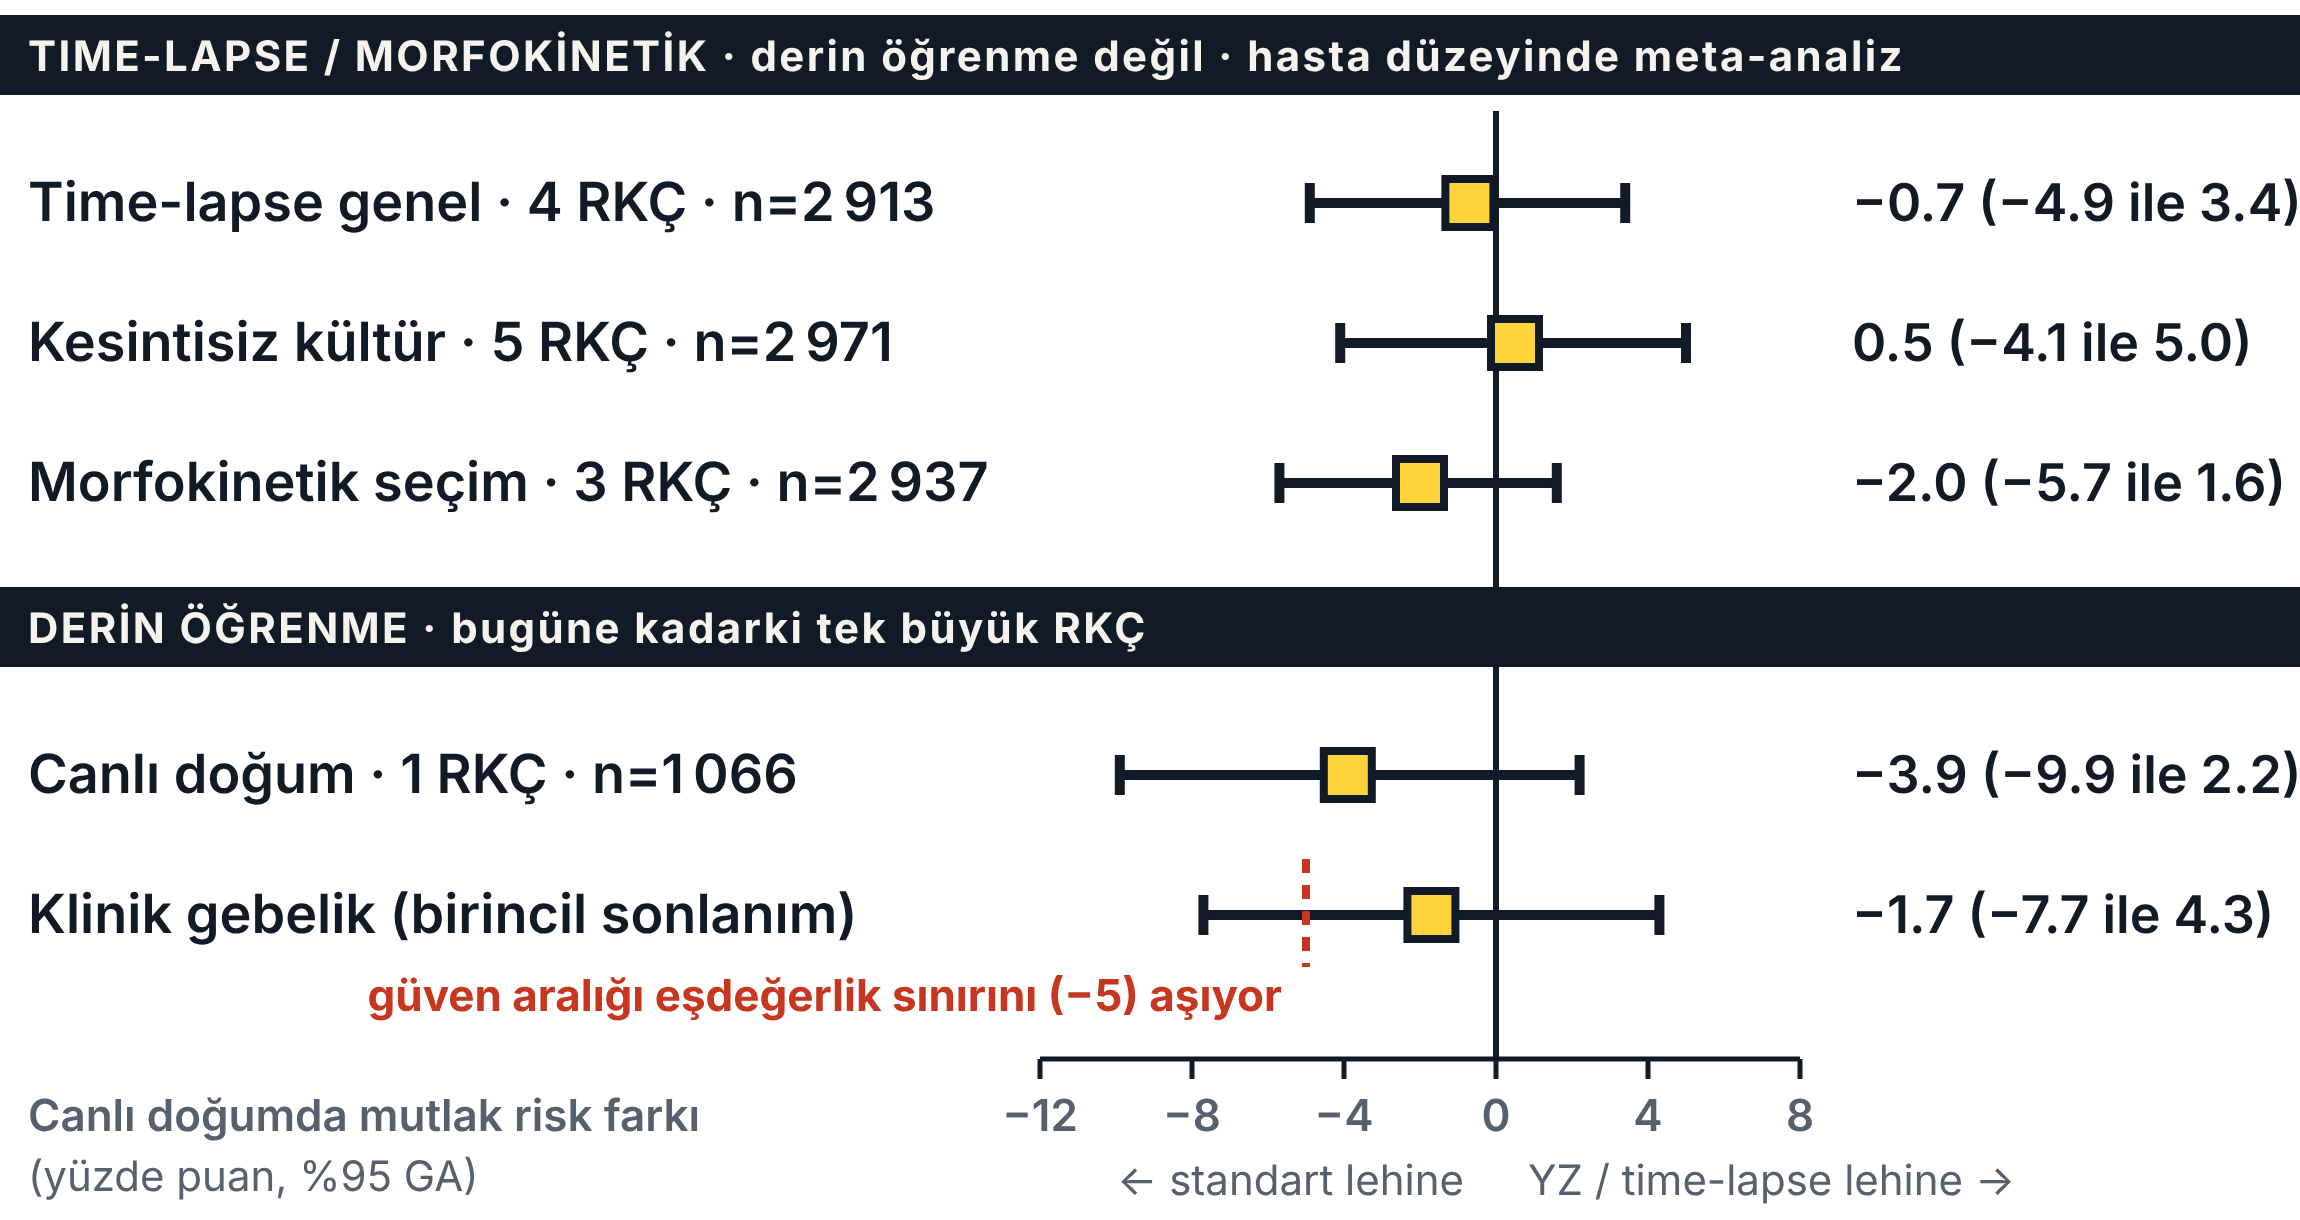 TIME-LAPSE / MORFOKİNETİK · derin öğrenme değil · hasta düzeyinde meta-analiz
Time-lapse genel · 4 RKÇ · n=2 913 −0.7 (−4.9 ile 3.4)
Kesintisiz kültür · 5 RKÇ · n=2 971 0.5 (−4.1 ile 5.0)
Morfokinetik seçim · 3 RKÇ · n=2 937 −2.0 (−5.7 ile 1.6)
DERİN ÖĞRENME · bugüne kadarki tek büyük RKÇ
Canlı doğum · 1 RKÇ · n=1 066 −3.9 (−9.9 ile 2.2)
Klinik gebelik (birincil sonlanım) −1.7 (−7.7 ile 4.3)
güven aralığı eşdeğerlik sınırını (−5) aşıyor
Canlı doğumda mutlak risk farkı −12 −8 −4 0 4 8
(yüzde puan, %95 GA) ← standart lehine YZ / time-lapse lehine →